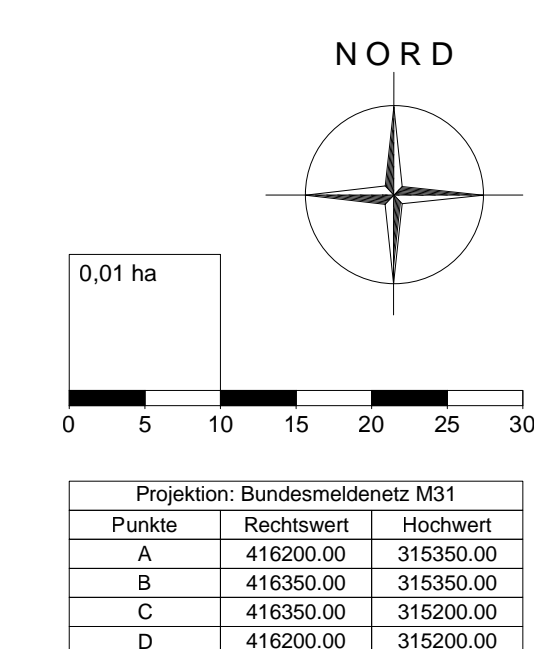 NORD
0,01 ha
0 5 10 15 20 25 30
Projektion: Bundesmeldenetz M31
Punkte Rechtswert Hochwert
A 416200.00 315350.00
B 416350.00 315350.00
C 416350.00 315200.00
D 416200.00 315200.00